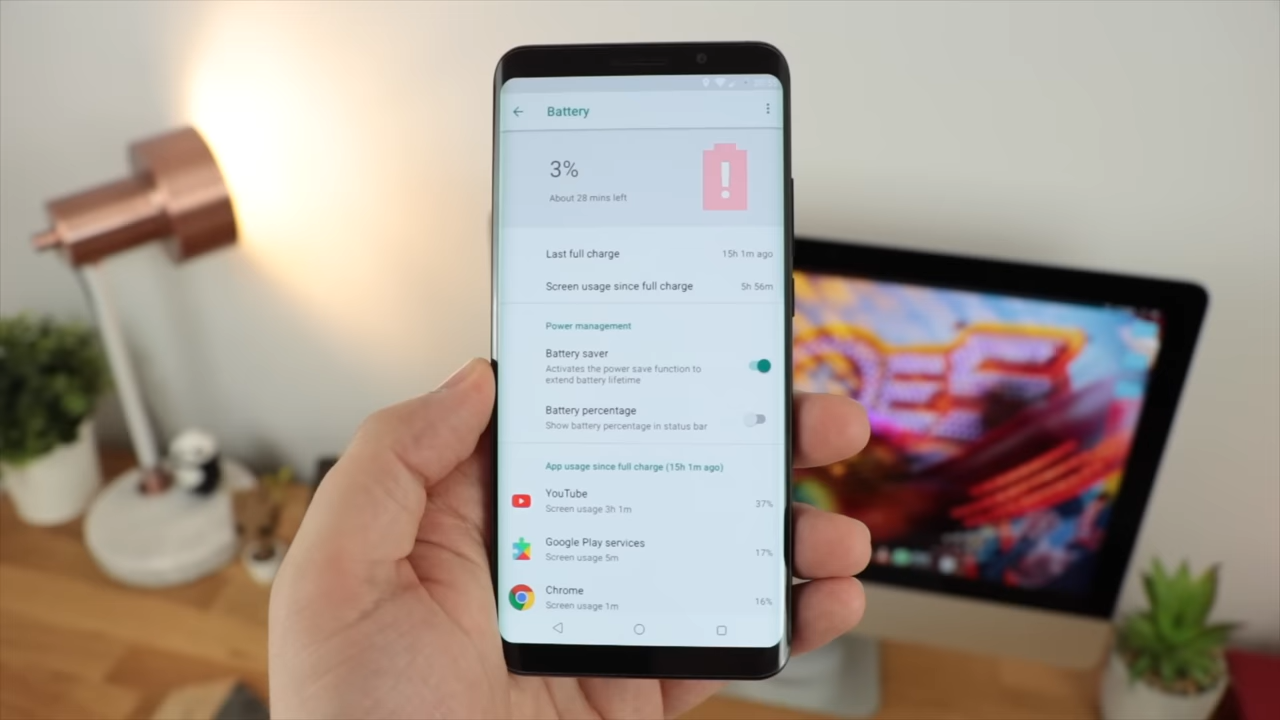 Battery
3%
About 28 mins left
Last full charge 15h 1m ago
Screen usage since full charge 5h 56m
Power management
Battery saver
Activates the power save function to
extend battery lifetime
Battery percentage
Show battery percentage in status bar
App usage since full charge (15h 1m ago)
YouTube
Screen usage 3h 1m 37%
Google Play services
Screen usage 5m 17%
Chrome
Screen usage 1m 16%